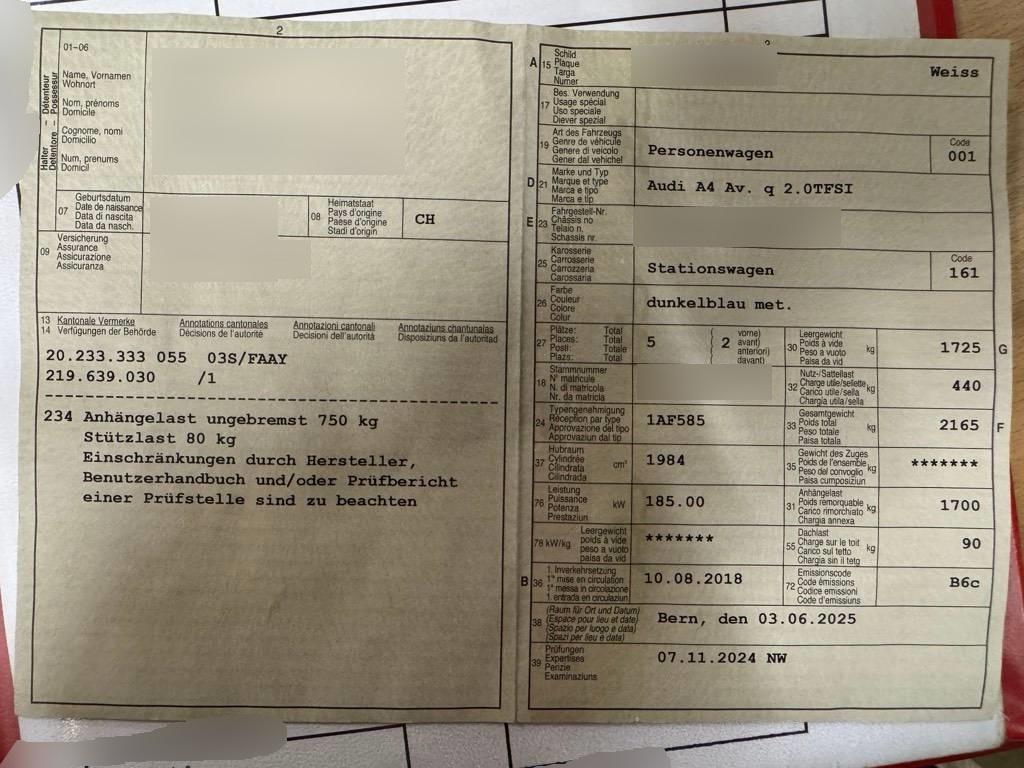 2
01-06
Halter – Détenteur
Detentore – Possessur
Name, Vornamen
Wohnort
Nom, prénoms
Domicile
Cognome, nomi
Domicilio
Num, prenums
Domicil
07
Geburtsdatum
Date de naissance
Data di nascita
Data da nasch.
08
Heimatstaat
Pays d'origine
Paese d'origine
Stadi d'origin
CH
09
Versicherung
Assurance
Assicurazione
Assicuranza
13
14
Kantonale Vermerke
Verfügungen der Behörde
Annotations cantonales
Décisions de l'autorité
Annotazioni cantonali
Decisioni dell'autorità
Annotaziuns chantunalas
Disposiziuns da l'autoritad
20.233.333 055 03S/FAAY
219.639.030 /1
234 Anhängelast ungebremst 750 kg
Stützlast 80 kg
Einschränkungen durch Hersteller,
Benutzerhandbuch und/oder Prüfbericht
einer Prüfstelle sind zu beachten
A 15
Schild
Plaque
Targa
Numer
Weiss
17
Bes. Verwendung
Usage spécial
Uso speciale
Diever spezial
19
Art des Fahrzeugs
Genre de véhicule
Genere di veicolo
Gener dal vehichel
Personenwagen
Code
001
D 21
Marke und Typ
Marque et type
Marca e tipo
Marca e tip
Audi A4 Av. q 2.0TFSI
E 23
Fahrgestell-Nr.
Châssis no
Telaio n.
Schassis nr.
25
Karosserie
Carrosserie
Carrozzeria
Carossaria
Stationswagen
Code
161
26
Farbe
Couleur
Colore
Colur
dunkelblau met.
27
Plätze: Total
Places: Total
Posti: Totale
Plazs: Total
5
2
vorne)
avant)
anteriori)
davant)
30
Leergewicht
Poids à vide
Peso a vuoto
Paisa da vid
kg
1725
G
18
Stammnummer
N° matricule
N. di matricola
Nr. da matricla
32
Nutz-/Sattellast
Charge utile/sellette
Carico utile/sella
Chargia utila/sella
kg
440
24
Typengenehmigung
Réception par type
Approvazione del tipo
Approvaziun dal tip
1AF585
33
Gesamtgewicht
Poids total
Peso totale
Paisa totala
kg
2165
F
37
Hubraum
Cylindrée
Cilindrata
Cilindrada
cm³
1984
35
Gewicht des Zuges
Poids de l'ensemble
Peso del convoglio
Paisa cumposiziun
kg
*******
76
Leistung
Puissance
Potenza
Prestaziun
kW
185.00
31
Anhängelast
Poids remorquable
Carico rimorchiato
Chargia annexa
kg
1700
78 kW/kg
Leergewicht
poids à vide
peso a vuoto
paisa da vid
*******
55
Dachlast
Charge sur le toit
Carico sul tetto
Chargia sin il tetg
kg
90
B 36
1. Inverkehrsetzung
1re mise en circulation
1a messa in circolazione
1. entrada en circulaziun
10.08.2018
72
Emissionscode
Code émissions
Codice emissioni
Code d'emissiuns
B6c
38
(Raum für Ort und Datum)
(Espace pour lieu et date)
(Spazio per luogo e data)
(Spazi per lieu e data)
Bern, den 03.06.2025
39
Prüfungen
Expertises
Perizie
Examinaziuns
07.11.2024 NW